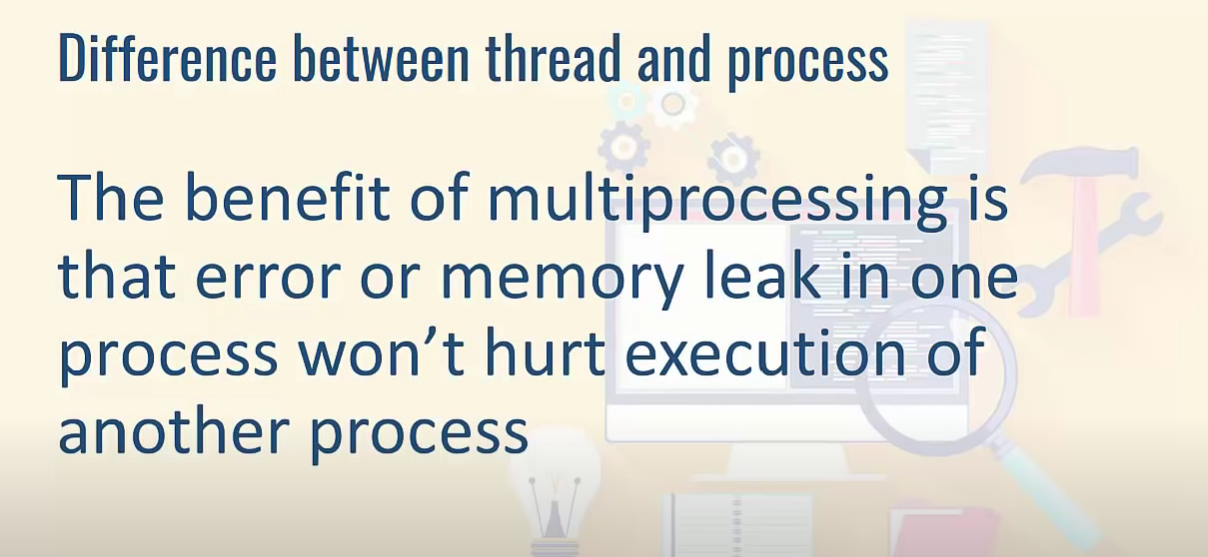 Difference between thread and process
The benefit of multiprocessing is
that error or memory leak in one
process won’t hurt execution of
another process